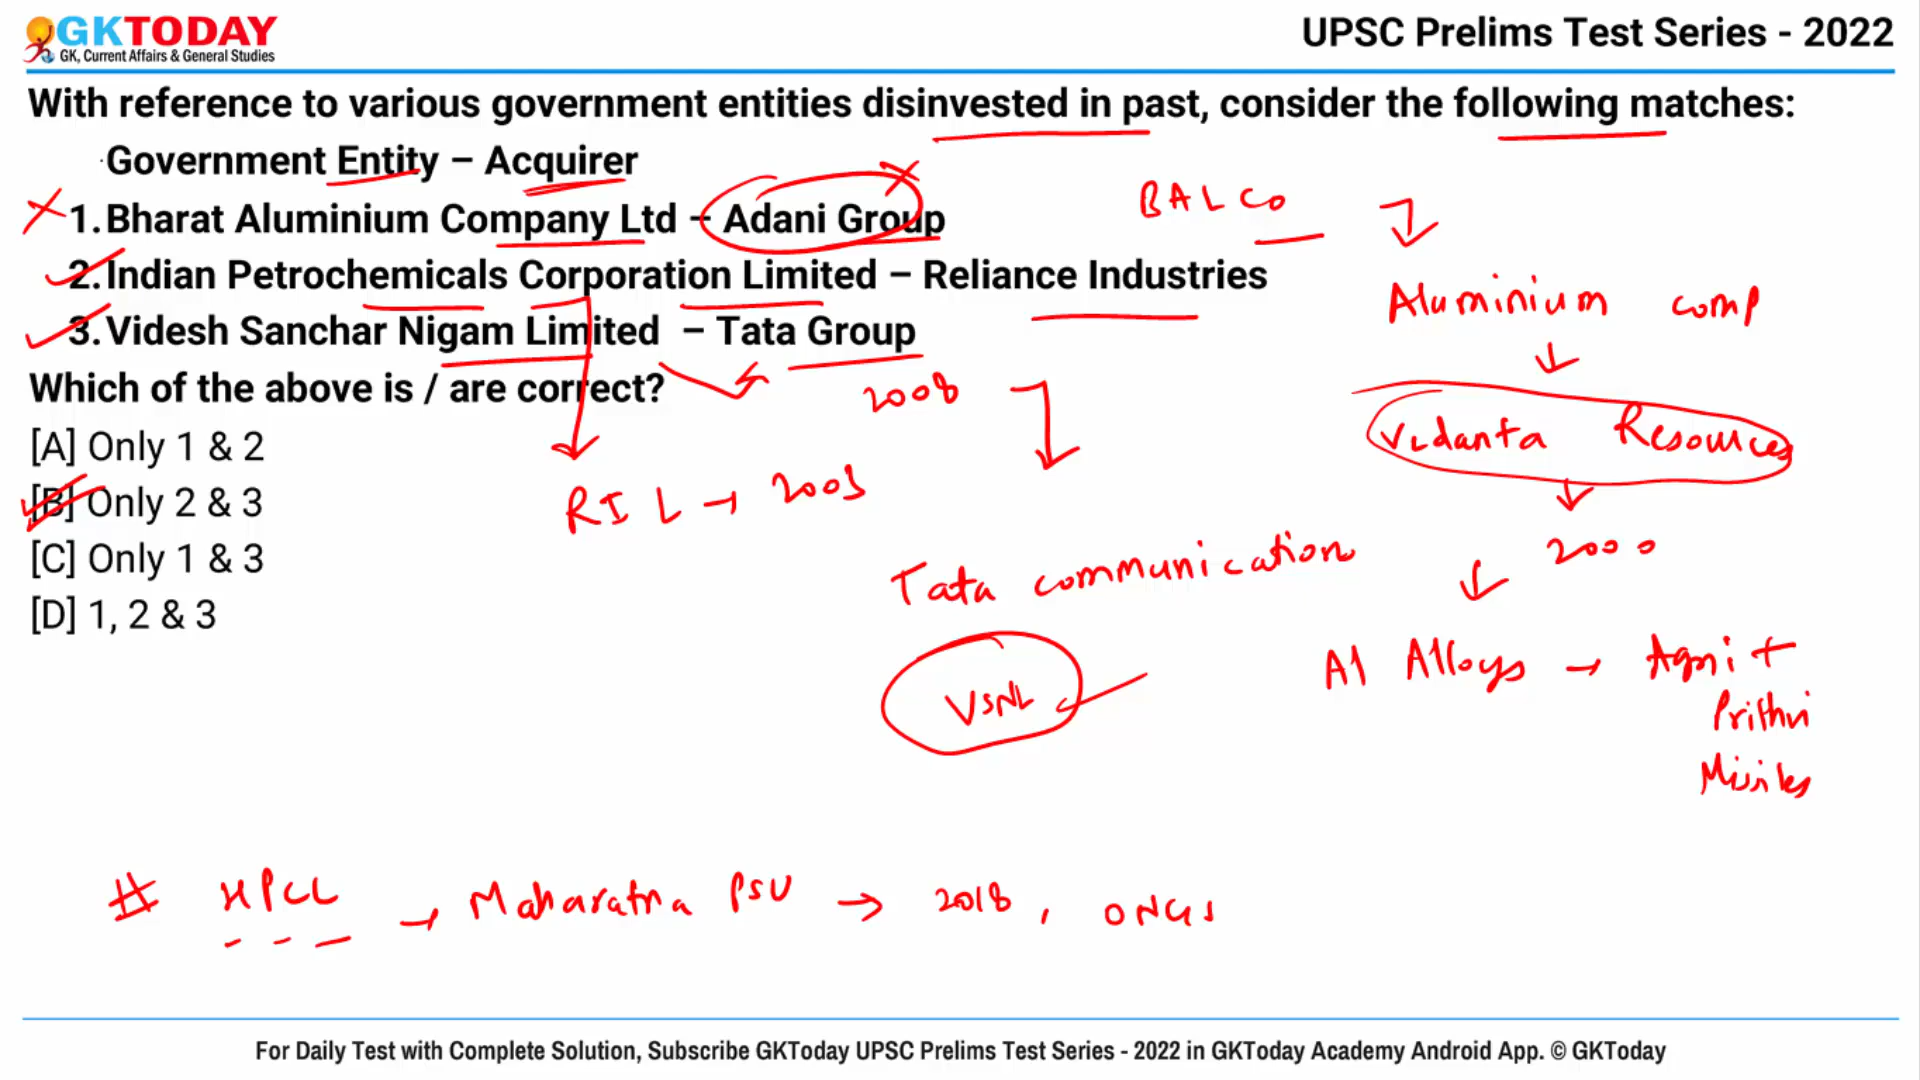 GKTODAY
GK, Current Affairs & General Studies
UPSC Prelims Test Series - 2022
With reference to various government entities disinvested in past, consider the following matches:
Government Entity – Acquirer
1. Bharat Aluminium Company Ltd – Adani Group
2. Indian Petrochemicals Corporation Limited – Reliance Industries
3. Videsh Sanchar Nigam Limited – Tata Group
Which of the above is / are correct?
[A] Only 1 & 2
[B] Only 2 & 3
[C] Only 1 & 3
[D] 1, 2 & 3
BALCo
Aluminium comp
Vedanta Resources
2000
Al Alloys → Agni +
Prithvi
Missiles
2008
RIL → 2003
Tata communication
VSNL
# HPCL → Maharatna PSU → 2018, ONGS
For Daily Test with Complete Solution, Subscribe GKToday UPSC Prelims Test Series - 2022 in GKToday Academy Android App. © GKToday